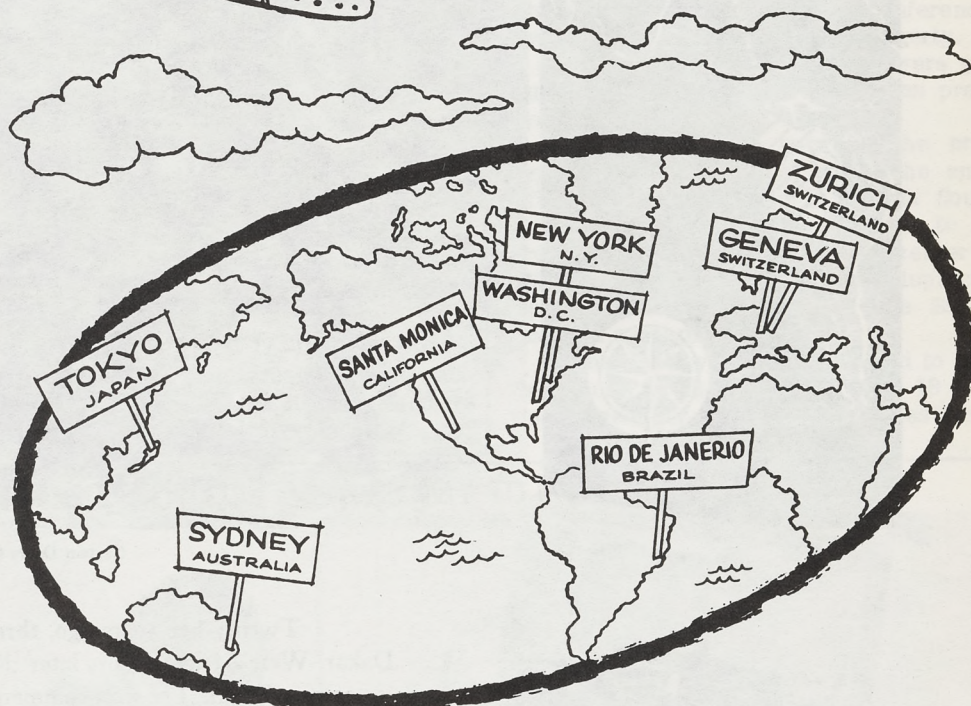 ZURICH
SWITZERLAND
NEW YORK
N.Y.
GENEVA
SWITZERLAND
WASHINGTON
D.C.
SANTA MONICA
CALIFORNIA
TOKYO
JAPAN
RIO DE JANERIO
BRAZIL
SYDNEY
AUSTRALIA